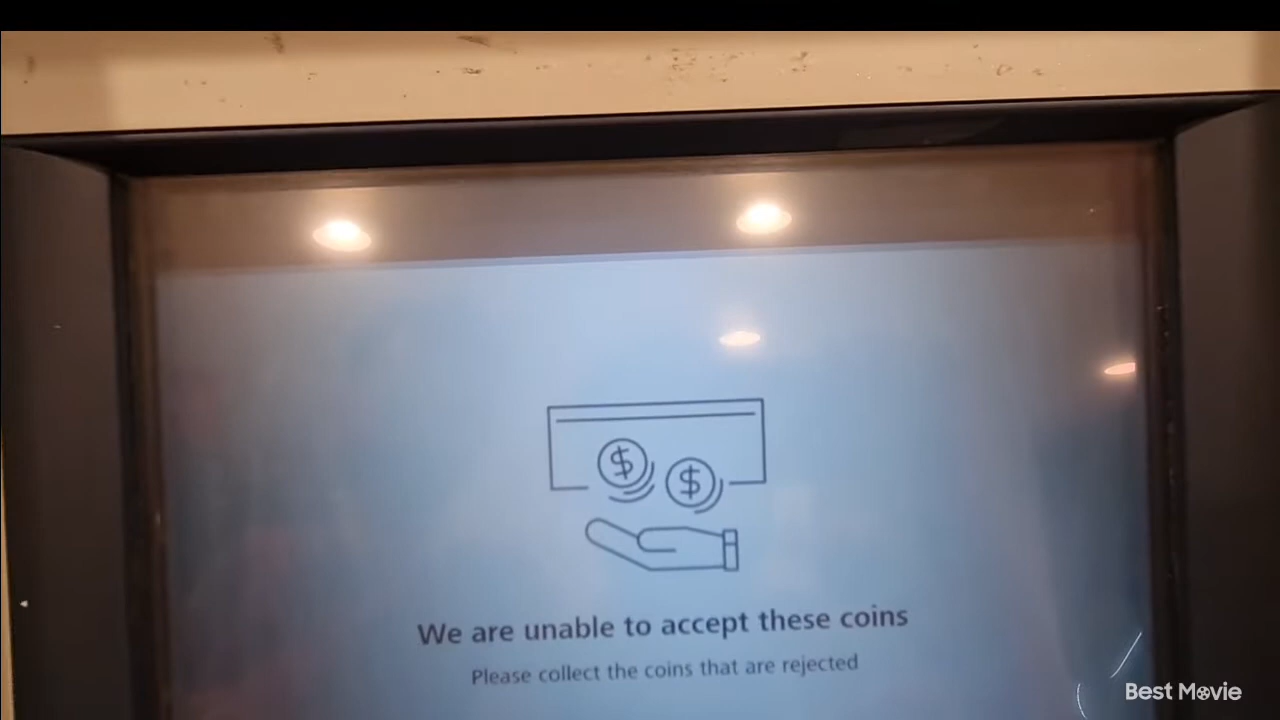 $ $
We are unable to accept these coins
Please collect the coins that are rejected
Best Movie